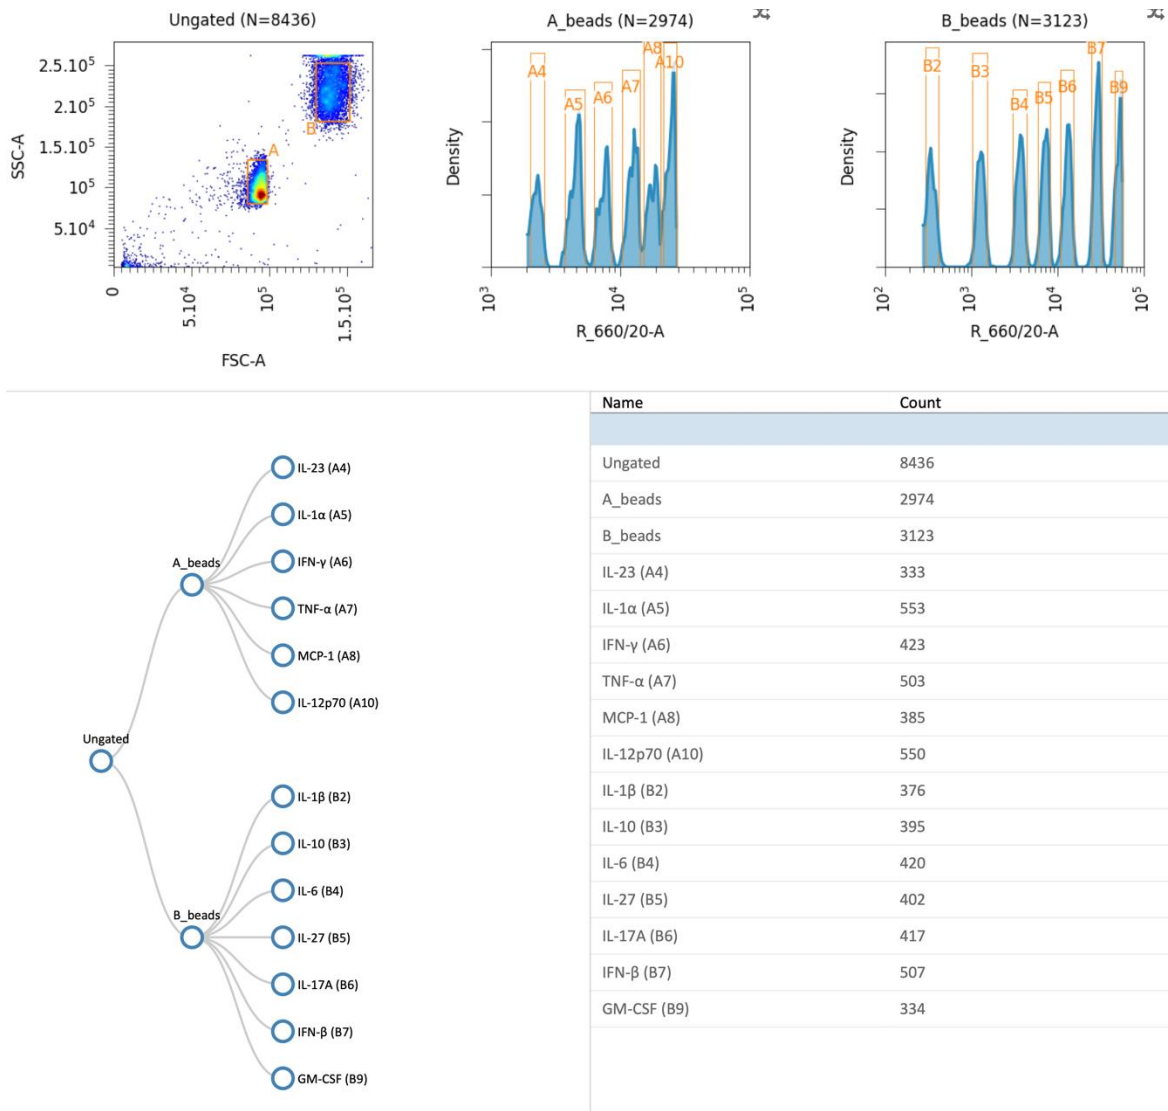 Ungated (N=8436)
SSC-A
2.5.10⁵
2.10⁵
1.5.10⁵
10⁵
5.10⁴
B
A
0
5.10⁴
10⁵
1.5.10⁵
FSC-A
A_beads (N=2974)
Density
A4
A5
A6
A7
A8
A10
10³
10⁴
10⁵
R_660/20-A
B_beads (N=3123)
Density
B2
B3
B4
B5
B6
B7
B9
10²
10³
10⁴
10⁵
R_660/20-A
Ungated
A_beads
IL-23 (A4)
IL-1α (A5)
IFN-γ (A6)
TNF-α (A7)
MCP-1 (A8)
IL-12p70 (A10)
B_beads
IL-1β (B2)
IL-10 (B3)
IL-6 (B4)
IL-27 (B5)
IL-17A (B6)
IFN-β (B7)
GM-CSF (B9)
Name Count
Ungated 8436
A_beads 2974
B_beads 3123
IL-23 (A4) 333
IL-1α (A5) 553
IFN-γ (A6) 423
TNF-α (A7) 503
MCP-1 (A8) 385
IL-12p70 (A10) 550
IL-1β (B2) 376
IL-10 (B3) 395
IL-6 (B4) 420
IL-27 (B5) 402
IL-17A (B6) 417
IFN-β (B7) 507
GM-CSF (B9) 334